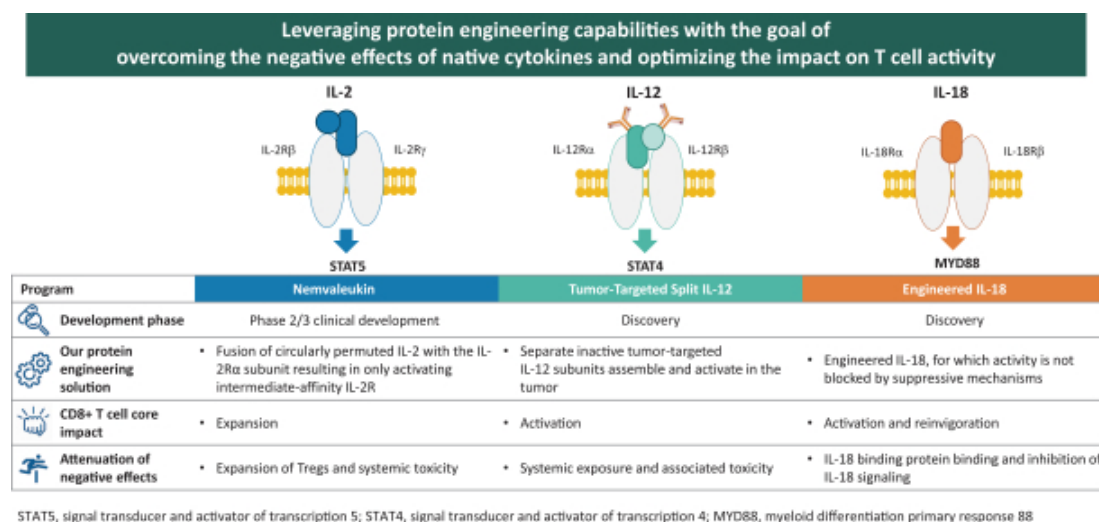 Leveraging protein engineering capabilities with the goal of
overcoming the negative effects of native cytokines and optimizing the impact on T cell activity
IL-2
IL-12
IL-18
IL-2Rβ
IL-2Rγ
IL-12Rα
IL-12Rβ
IL-18Rα
IL-18Rβ
STAT5
STAT4
MYD88
Program
Nemvaleukin
Tumor-Targeted Split IL-12
Engineered IL-18
Development phase
Phase 2/3 clinical development
Discovery
Discovery
Our protein
engineering
solution
• Fusion of circularly permuted IL-2 with the IL-
2Rα subunit resulting in only activating
intermediate-affinity IL-2R
• Separate inactive tumor-targeted
IL-12 subunits assemble and activate in the
tumor
• Engineered IL-18, for which activity is not
blocked by suppressive mechanisms
CD8+ T cell core
impact
• Expansion
• Activation
• Activation and reinvigoration
Attenuation of
negative effects
• Expansion of Tregs and systemic toxicity
• Systemic exposure and associated toxicity
• IL-18 binding protein binding and inhibition of
IL-18 signaling
STAT5, signal transducer and activator of transcription 5; STAT4, signal transducer and activator of transcription 4; MYD88, myeloid differentiation primary response 88